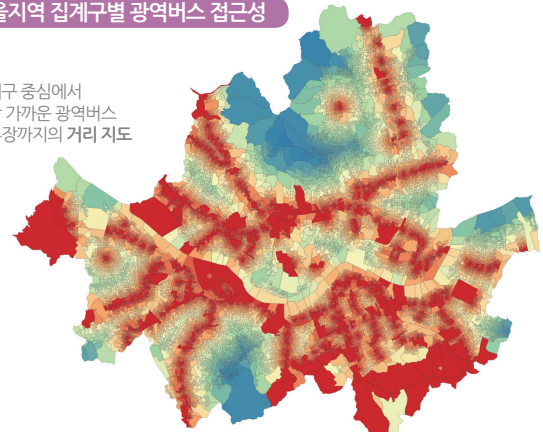 울지역 집계구별 광역버스 접근성
구 중심에서
가까운 광역버스
장까지의 거리 지도